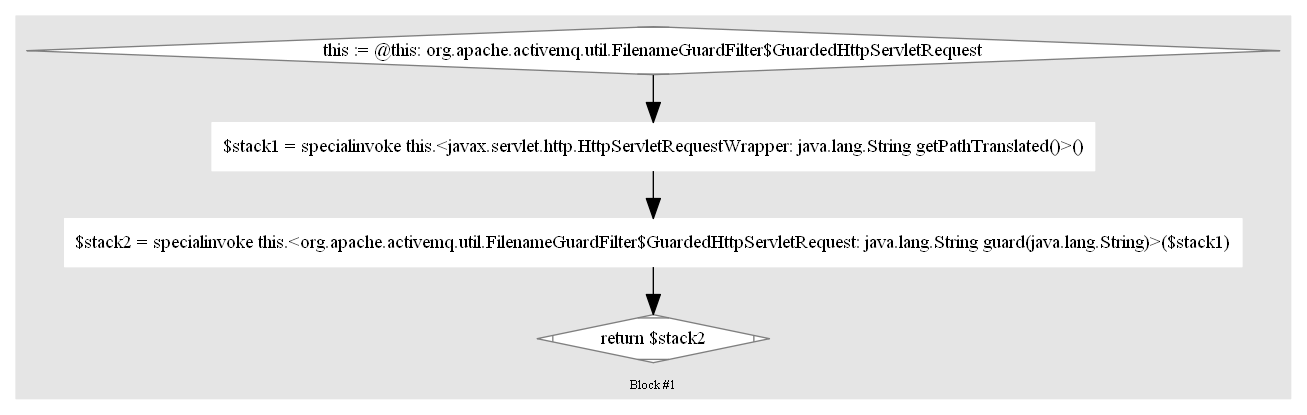 this := @this: org.apache.activemq.util.FilenameGuardFilter$GuardedHttpServletRequest
$stack1 = specialinvoke this.<javax.servlet.http.HttpServletRequestWrapper: java.lang.String getPathTranslated()>()
$stack2 = specialinvoke this.<org.apache.activemq.util.FilenameGuardFilter$GuardedHttpServletRequest: java.lang.String guard(java.lang.String)>($stack1)
return $stack2
Block #1